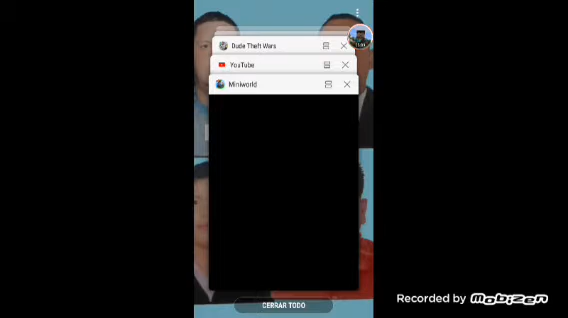 Dude Theft Wars
YouTube
Miniworld
CERRAR TODO
Recorded by Mobizen